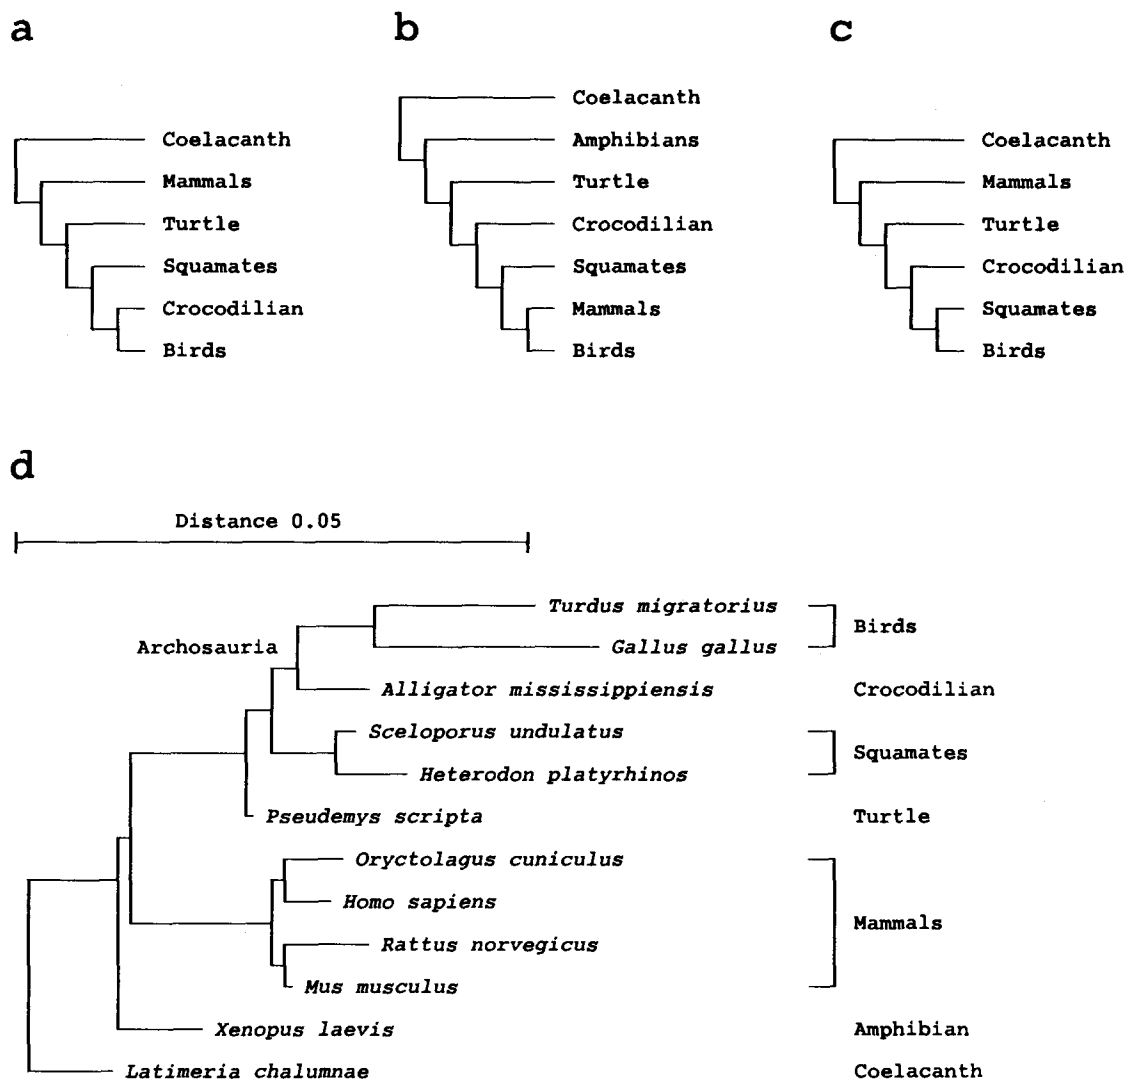 a
Coelacanth
Mammals
Turtle
Squamates
Crocodilian
Birds
b
Coelacanth
Amphibians
Turtle
Crocodilian
Squamates
Mammals
Birds
c
Coelacanth
Mammals
Turtle
Crocodilian
Squamates
Birds
d
Distance 0.05
Turdus migratorius
Birds
Archosauria
Gallus gallus
Alligator mississippiensis Crocodilian
Sceloporus undulatus
Squamates
Heterodon platyrhinos
Pseudemys scripta Turtle
Oryctolagus cuniculus
Homo sapiens
Mammals
Rattus norvegicus
Mus musculus
Xenopus laevis Amphibian
Latimeria chalumnae Coelacanth